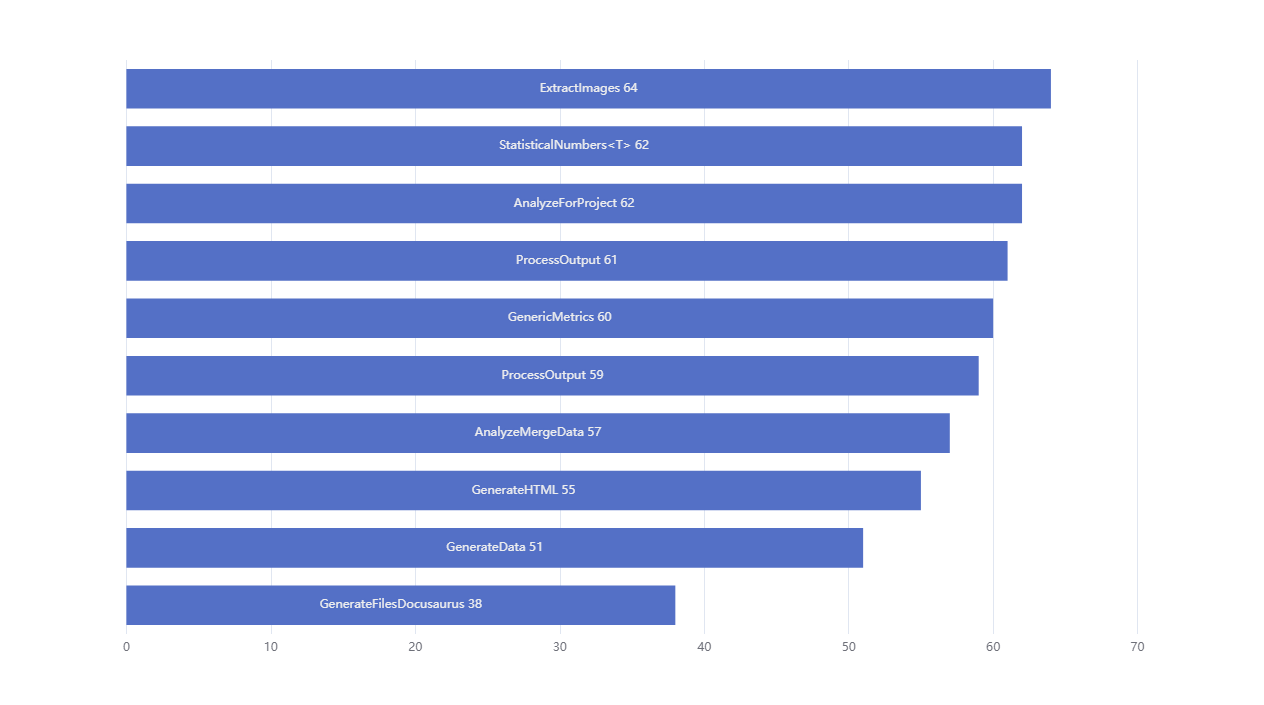 ExtractImages 64
StatisticalNumbers<T> 62
AnalyzeForProject 62
ProcessOutput 61
GenericMetrics 60
ProcessOutput 59
AnalyzeMergeData 57
GenerateHTML 55
GenerateData 51
GenerateFilesDocusaurus 38
0 10 20 30 40 50 60 70